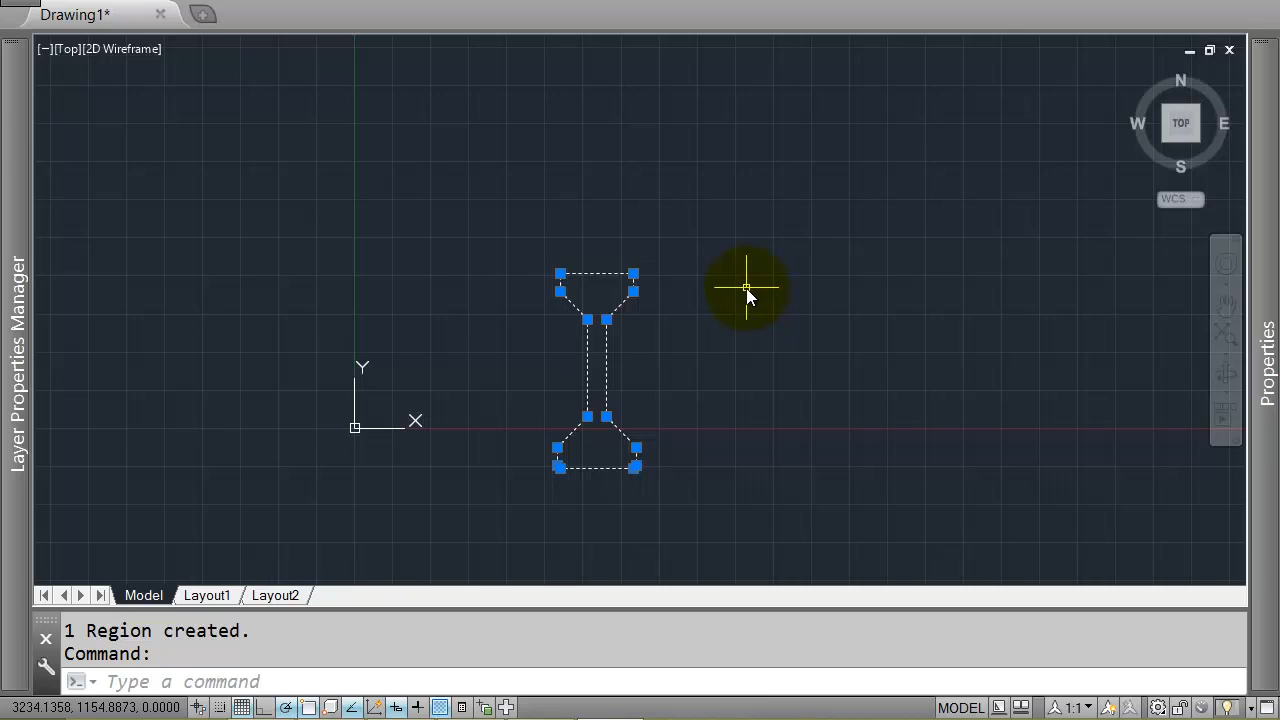 Drawing1*
[−][Top][2D Wireframe]
N
W
TOP
E
S
WCS
Y
X
Layer Properties Manager
Properties
Model
Layout1
Layout2
1 Region created.
Command:
Type a command
3234.1358, 1154.8873, 0.0000
MODEL
1:1